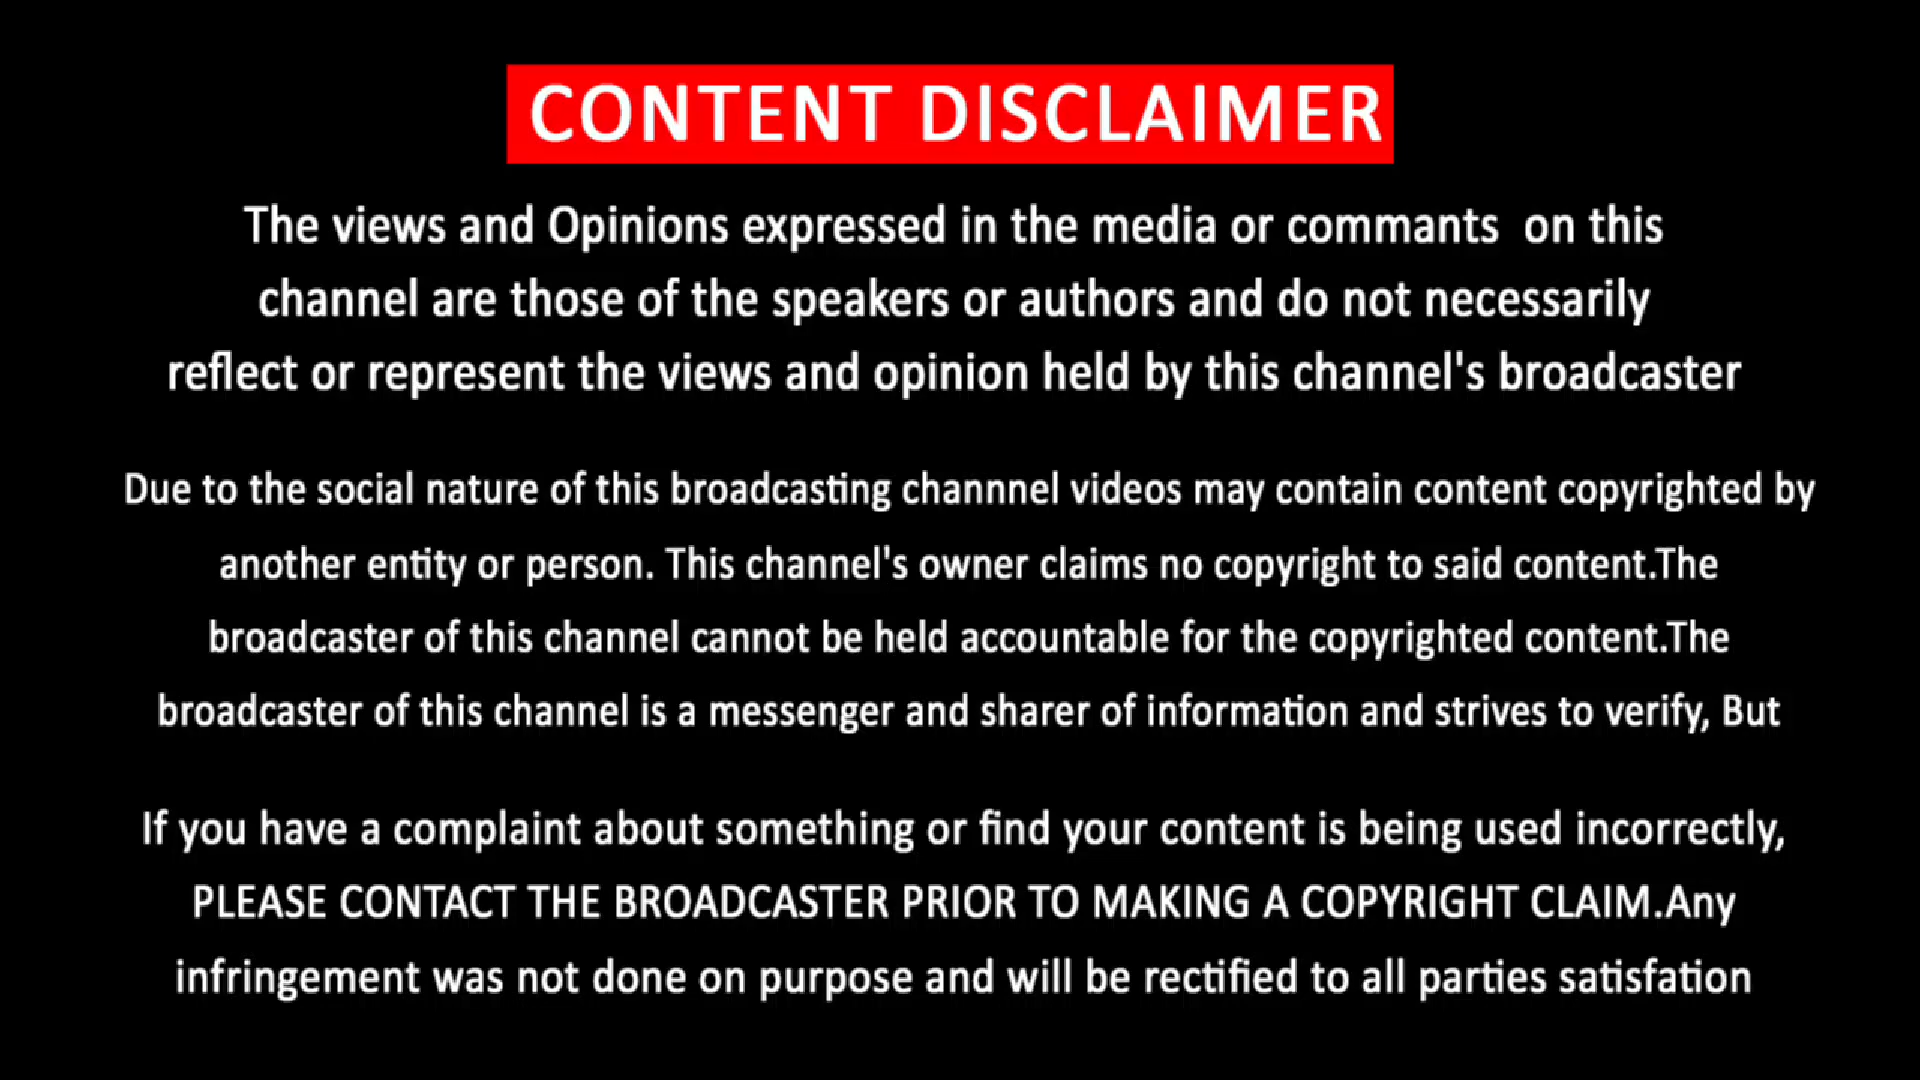 CONTENT DISCLAIMER
The views and Opinions expressed in the media or commants on this
channel are those of the speakers or authors and do not necessarily
reflect or represent the views and opinion held by this channel's broadcaster
Due to the social nature of this broadcasting channnel videos may contain content copyrighted by
another entity or person. This channel's owner claims no copyright to said content.The
broadcaster of this channel cannot be held accountable for the copyrighted content.The
broadcaster of this channel is a messenger and sharer of information and strives to verify, But
If you have a complaint about something or find your content is being used incorrectly,
PLEASE CONTACT THE BROADCASTER PRIOR TO MAKING A COPYRIGHT CLAIM.Any
infringement was not done on purpose and will be rectified to all parties satisfation